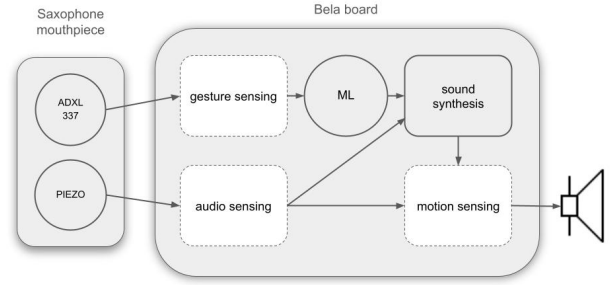 Saxophone
mouthpiece
Bela board
ADXL
337
gesture sensing
ML
sound
synthesis
PIEZO
audio sensing
motion sensing